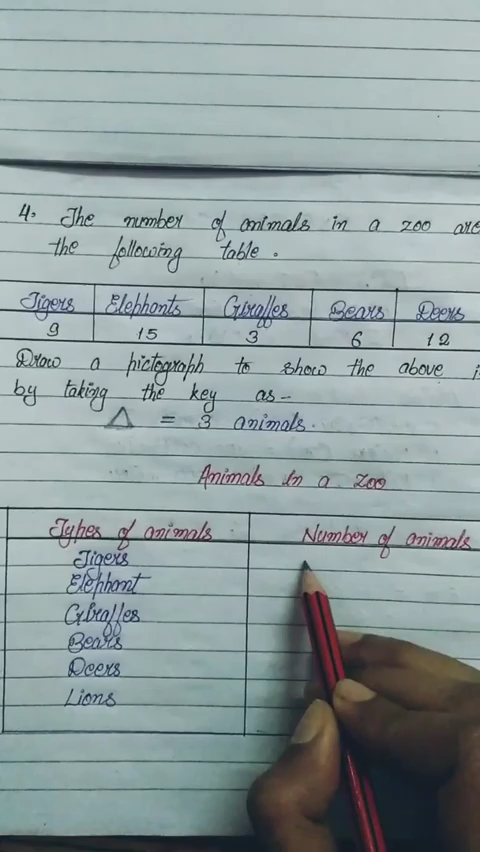 4. The number of animals in a zoo are
the following table.
Tigers Elephants Giraffes Bears Deers
9 15 3 6 12
Draw a pictograph to show the above
by taking the key as-
Δ = 3 animals.
Animals in a zoo
Types of animals Number of animals
Tigers
Elephant
Giraffes
Bears
Deers
Lions